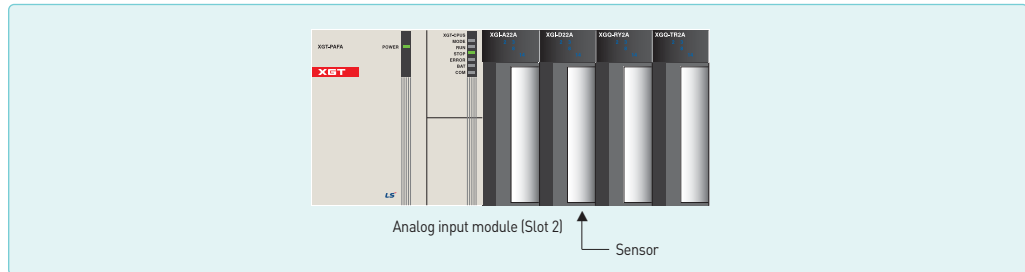 XGT-PAFA
POWER
XGT
LS
XGT-CPUS
MODE
RUN
STOP
ERROR
BAT
COM
XGI-A22A
XGI-D22A
XGQ-RY2A
XGQ-TR2A
Analog input module (Slot 2)
Sensor